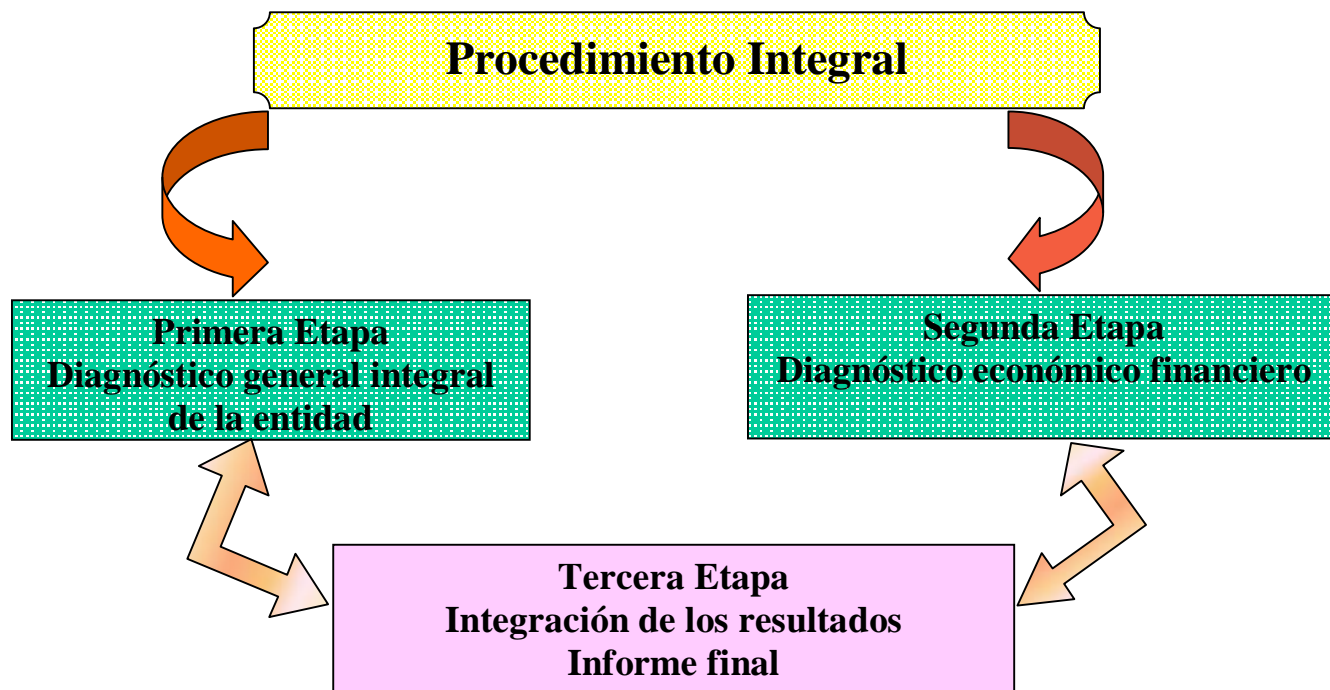 Procedimiento Integral
Primera Etapa
Diagnóstico general integral
de la entidad
Segunda Etapa
Diagnóstico económico financiero
Tercera Etapa
Integración de los resultados
Informe final